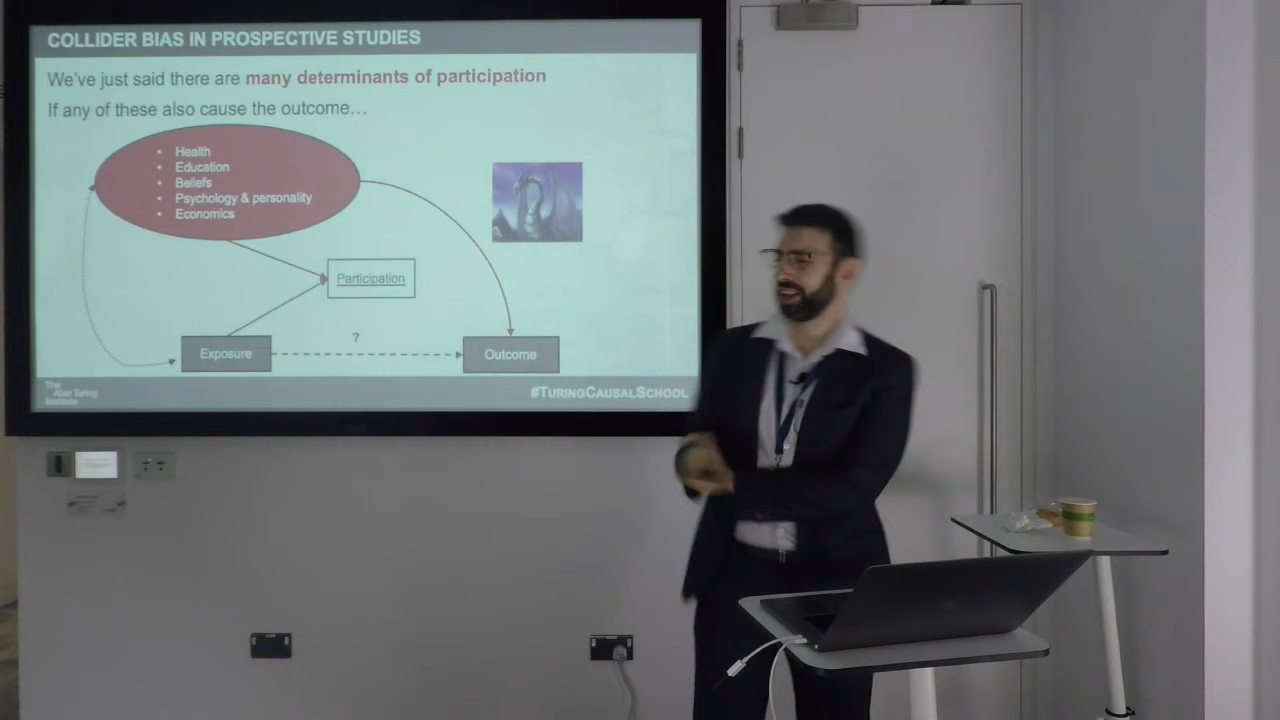 COLLIDER BIAS IN PROSPECTIVE STUDIES
We've just said there are many determinants of participation
If any of these also cause the outcome…
• Health
• Education
• Beliefs
• Psychology & personality
• Economics
Participation
?
Exposure
Outcome
The
Alan Turing
Institute
#TURINGCAUSALSCHOOL